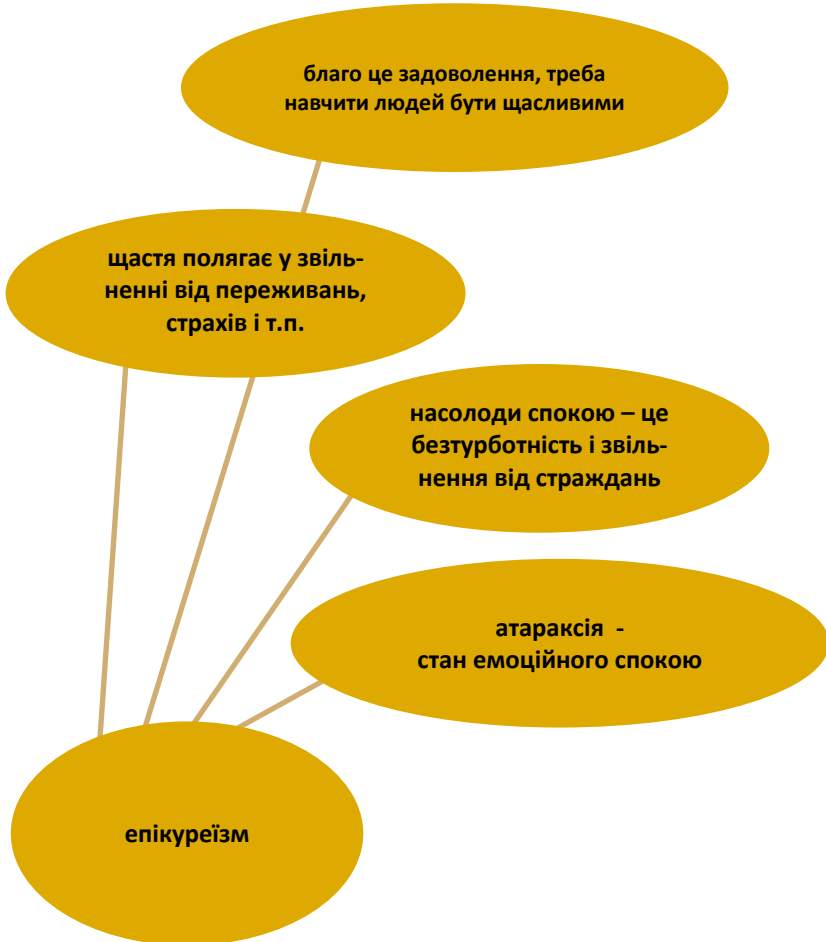 благо це задоволення, треба
навчити людей бути щасливими
щастя полягає у звіль-
ненні від переживань,
страхів і т.п.
насолоди спокою – це
безтурботність і звіль-
нення від страждань
атараксія -
стан емоційного спокою
епікуреїзм